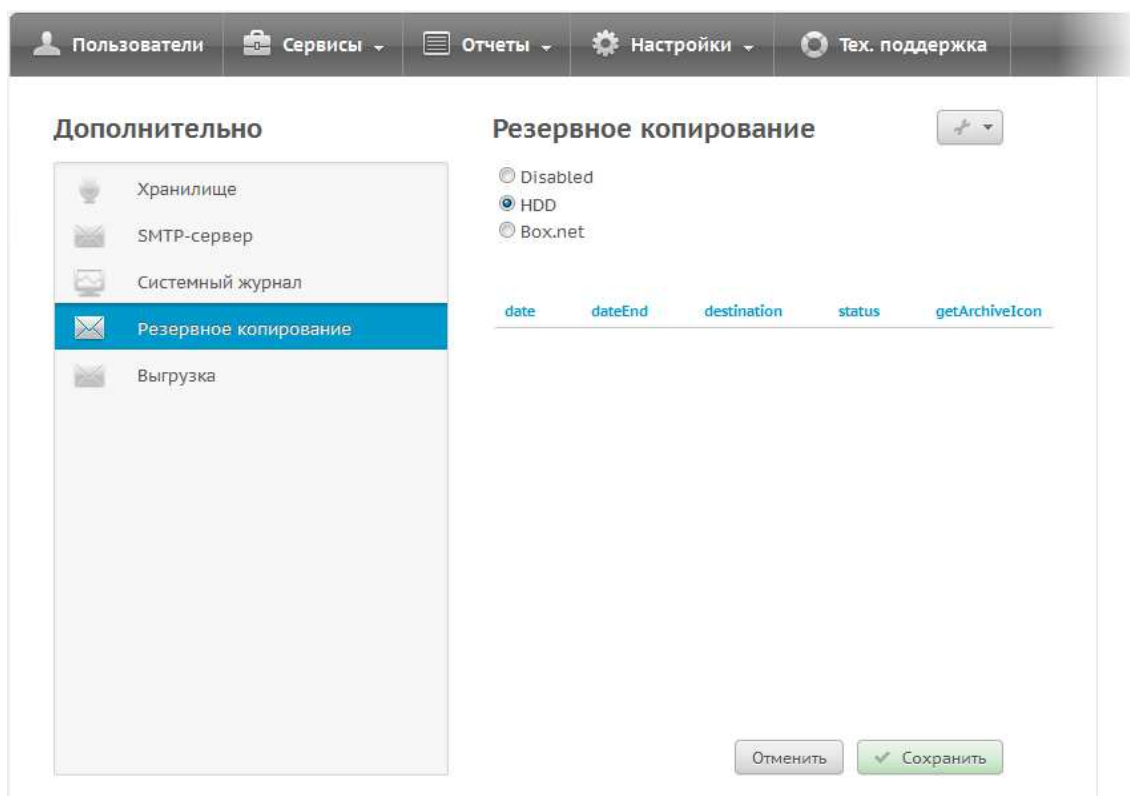 Пользователи Сервисы Отчеты Настройки Тех. поддержка
Дополнительно
Хранилище
SMTP-сервер
Системный журнал
Резервное копирование
Выгрузка
Резервное копирование
Disabled
HDD
Box.net
date dateEnd destination status getArchiveIcon
Отменить Сохранить